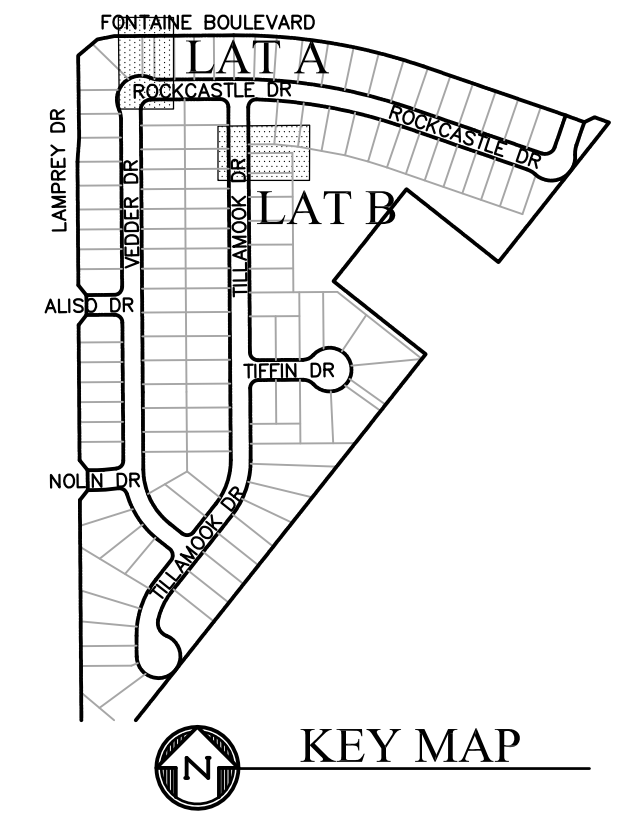 FONTAINE BOULEVARD
LAT A
ROCKCASTLE DR
ROCKCASTLE DR
LAMPREY DR
VEDDER DR
TILLAMOOK DR
LAT B
ALISO DR
TIFFIN DR
NOLIN DR
TILLAMOOK DR
KEY MAP
N